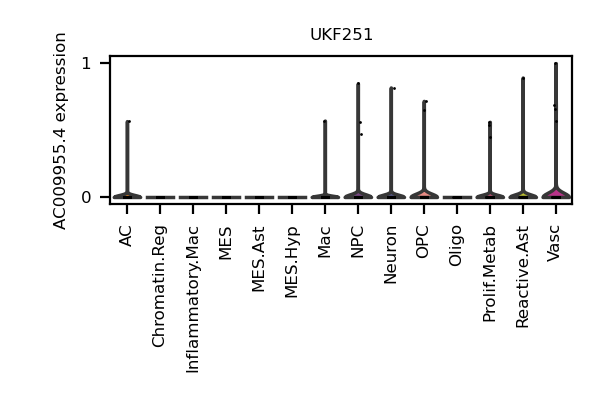 UKF251
AC009955.4 expression
1
0
AC
Chromatin.Reg
Inflammatory.Mac
MES
MES.Ast
MES.Hyp
Mac
NPC
Neuron
OPC
Oligo
Prolif.Metab
Reactive.Ast
Vasc